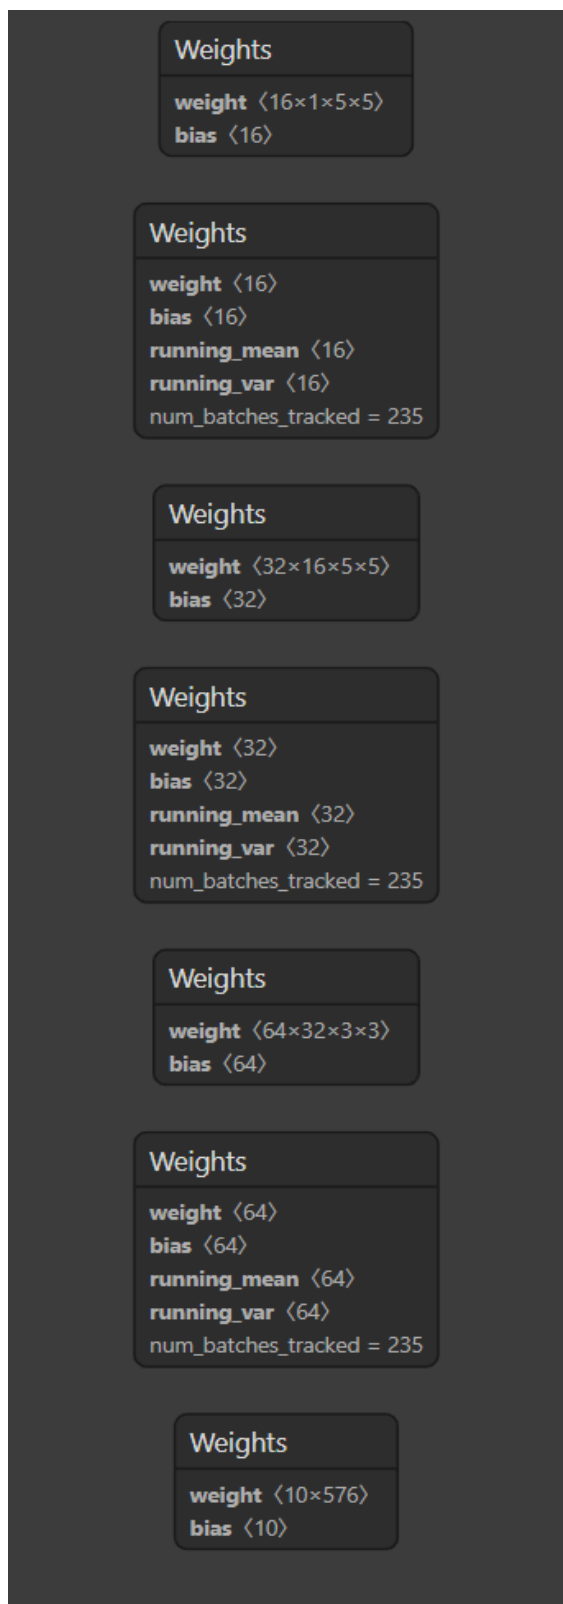 Weights
weight〈16×1×5×5〉
bias〈16〉
Weights
weight〈16〉
bias〈16〉
running_mean〈16〉
running_var〈16〉
num_batches_tracked = 235
Weights
weight〈32×16×5×5〉
bias〈32〉
Weights
weight〈32〉
bias〈32〉
running_mean〈32〉
running_var〈32〉
num_batches_tracked = 235
Weights
weight〈64×32×3×3〉
bias〈64〉
Weights
weight〈64〉
bias〈64〉
running_mean〈64〉
running_var〈64〉
num_batches_tracked = 235
Weights
weight〈10×576〉
bias〈10〉